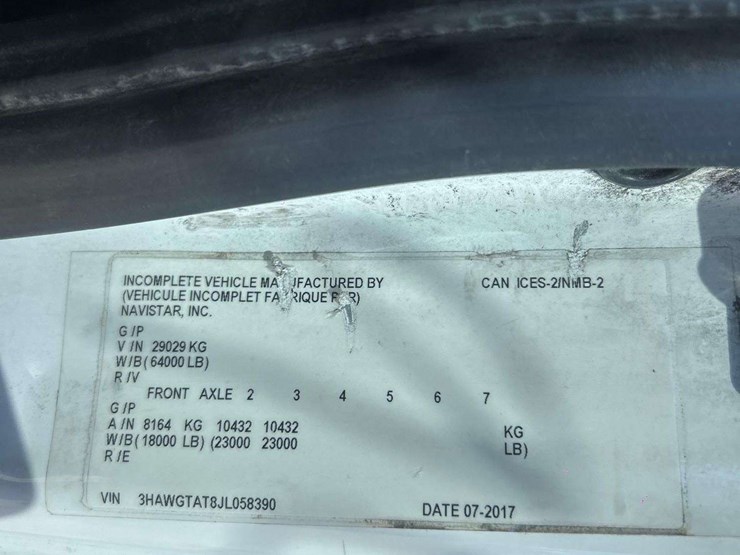 INCOMPLETE VEHICLE MANUFACTURED BY CAN ICES-2/NMB-2
(VEHICULE INCOMPLET FABRIQUE PAR)
NAVISTAR, INC.
G/P
V/N 29029 KG
W/B (64000 LB)
R/V
FRONT AXLE 2 3 4 5 6 7
G/P
A/N 8164 KG 10432 10432 KG
W/B (18000 LB) (23000 23000 LB)
R/E
VIN 3HAWGTAT8JL058390 DATE 07-2017